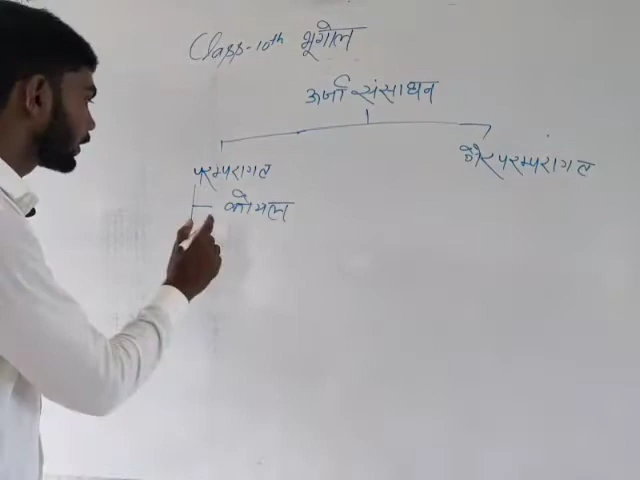 Class-10th भूगोल
ऊर्जा संसाधन
परम्परागत गैर परम्परागत
कोयल